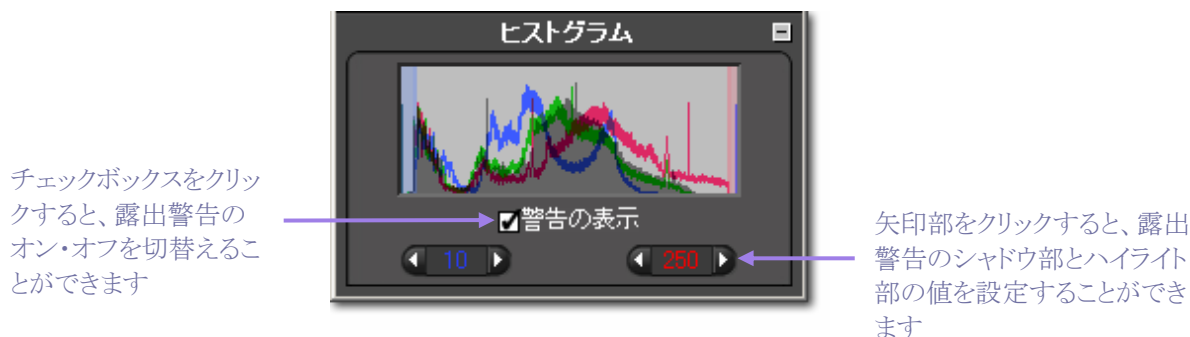 ヒストグラム
チェックボックスをクリッ
クすると、露出警告の
オン・オフを切替えるこ
とができます
警告の表示
10
250
矢印部をクリックすると、露出
警告のシャドウ部とハイライト
部の値を設定することができ
ます